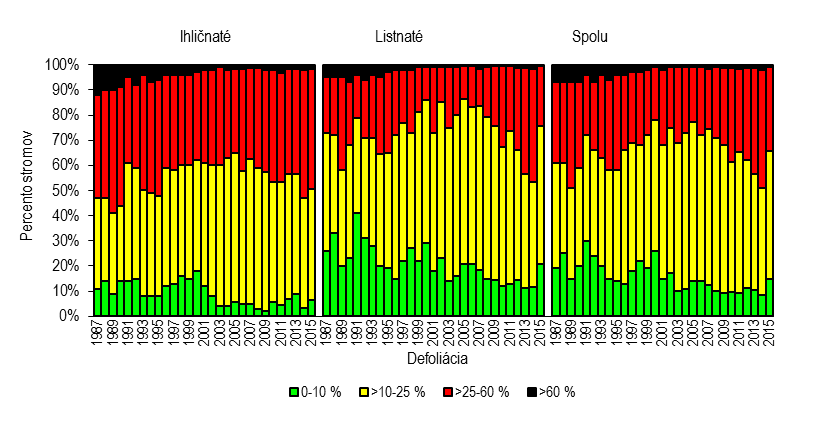 Ihličnaté Listnaté Spolu
Percento stromov
100%
90%
80%
70%
60%
50%
40%
30%
20%
10%
0%
1987 1989 1991 1993 1995 1997 1999 2001 2003 2005 2007 2009 2011 2013 2015 1987 1989 1991 1993 1995 1997 1999 2001 2003 2005 2007 2009 2011 2013 2015 1987 1989 1991 1993 1995 1997 1999 2001 2003 2005 2007 2009 2011 2013 2015
Defoliácia
0-10 % >10-25 % >25-60 % >60 %